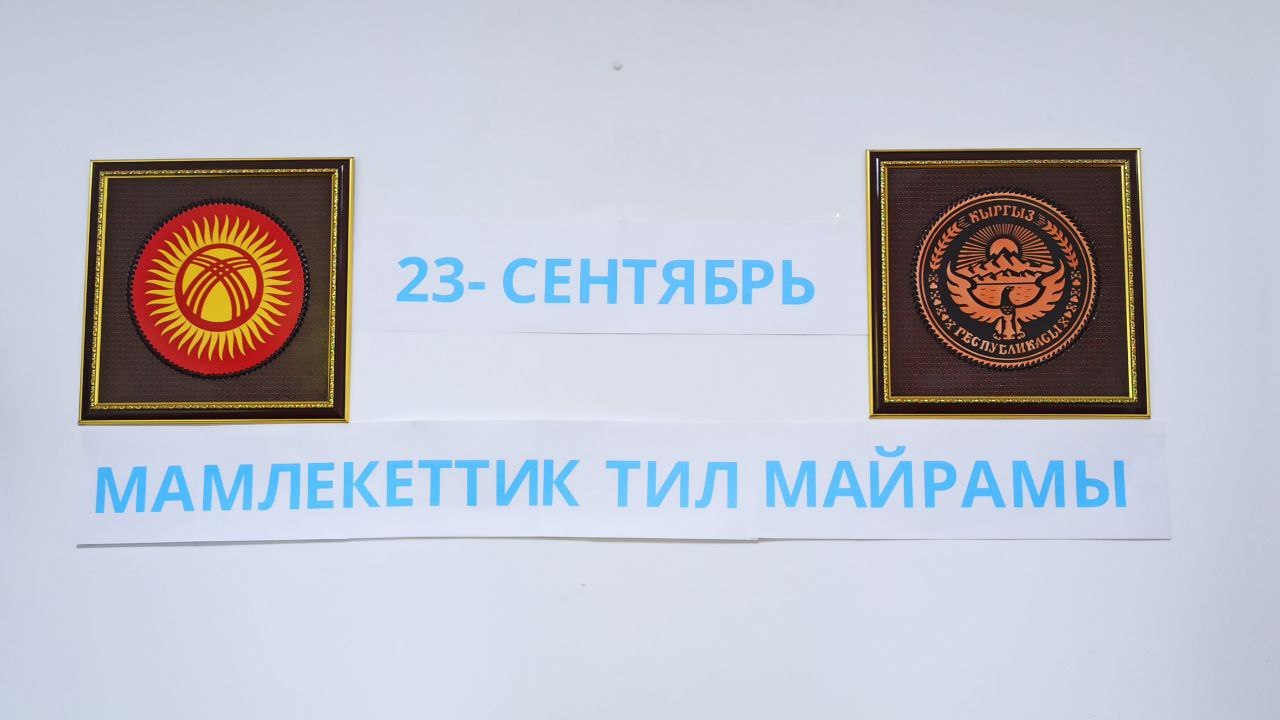 23- СЕНТЯБРЬ
КЫРГЫЗ
РЕСПУБЛИКАСЫ
МАМЛЕКЕТТИК ТИЛ МАЙРАМЫ